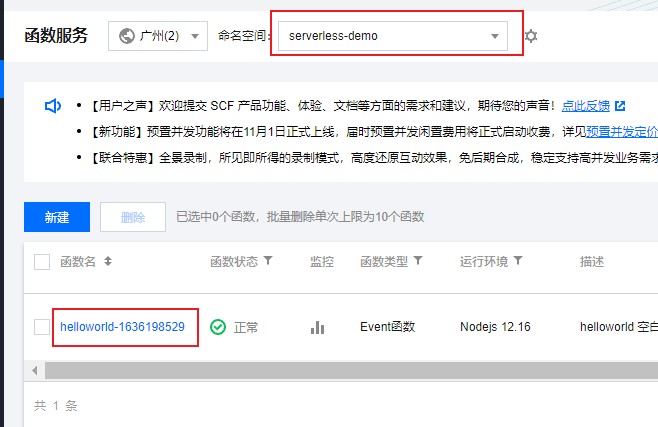 函数服务 广州(2) 命名空间: serverless-demo
• 【用户之声】欢迎提交 SCF 产品功能、体验、文档等方面的需求和建议，期待您的声音！点此反馈
• 【新功能】预置并发功能将在11月1日正式上线，届时预置并发闲置费用将正式启动收费，详见预置并发定价
• 【联合特惠】全景录制，所见即所得的录制模式，高度还原互动效果，免后期合成，稳定支持高并发业务需求
新建 删除 已选中0个函数，批量删除单次上限为10个函数
函数名 函数状态 监控 函数类型 运行环境 描述
helloworld-1636198529 正常 Event函数 Nodejs 12.16 helloworld 空白
共 1 条